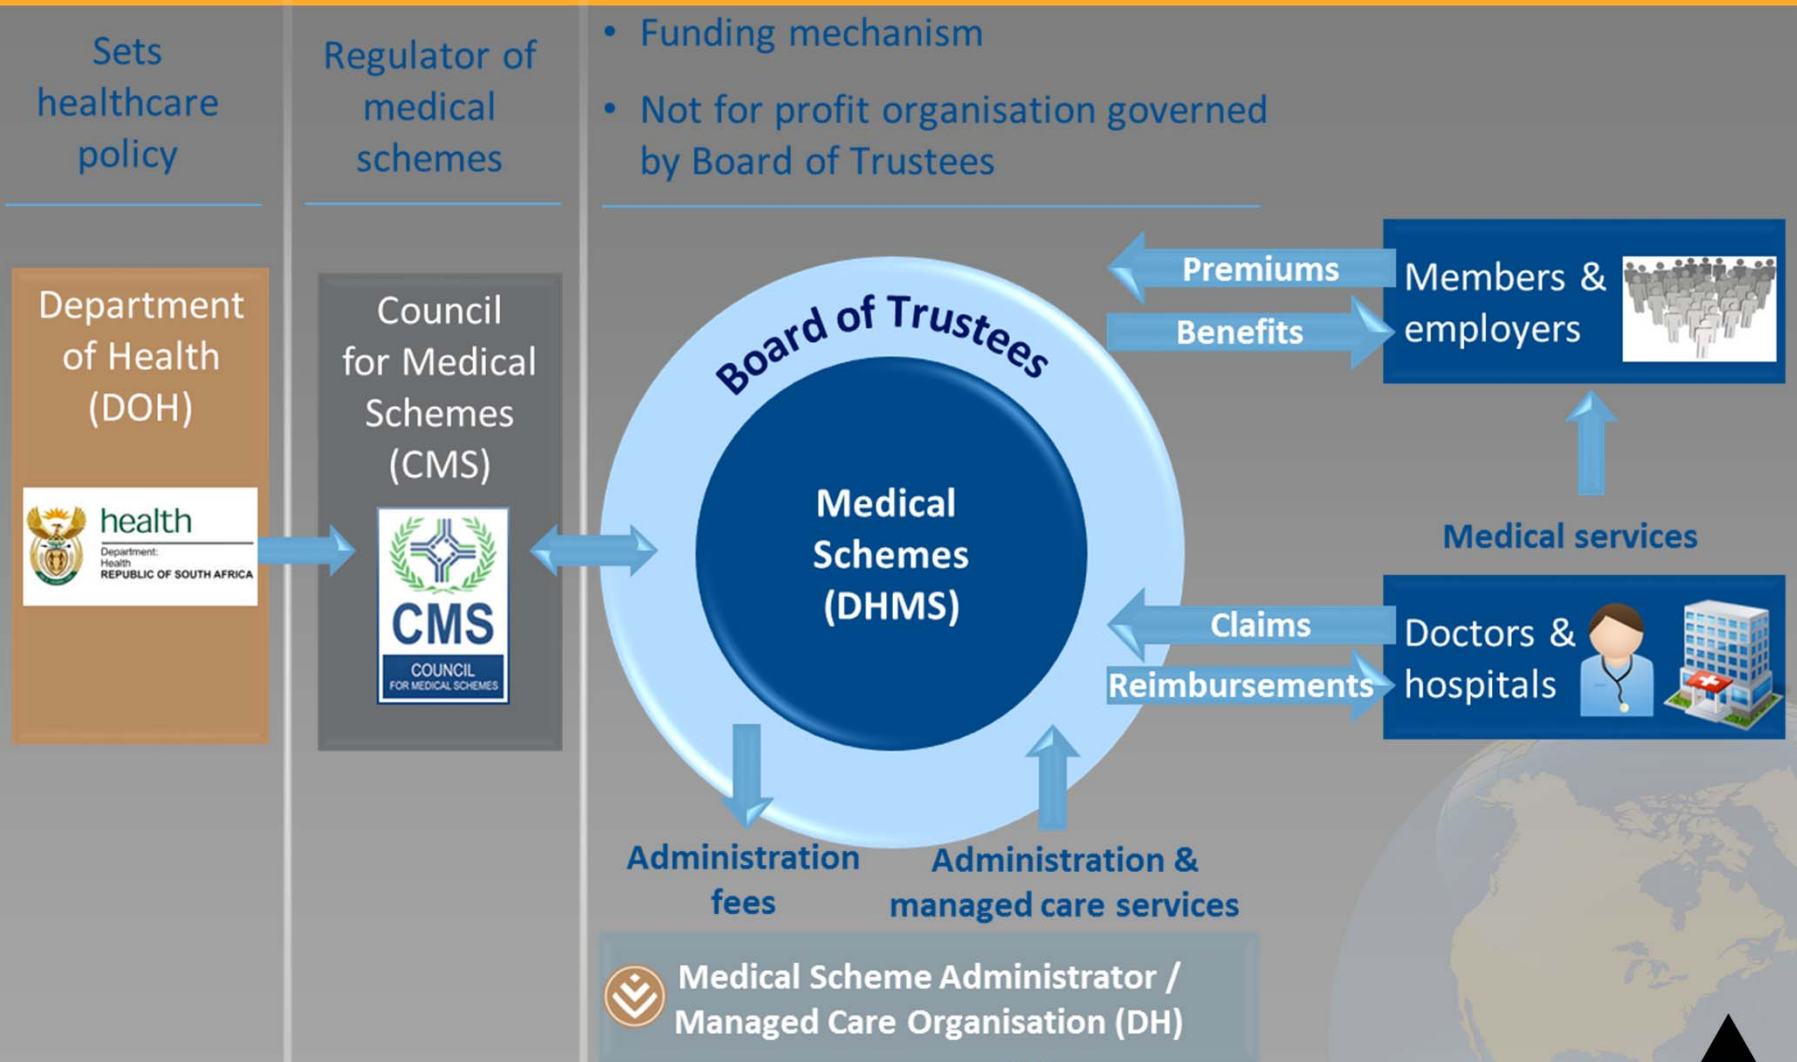 Sets
healthcare
policy
Regulator of
medical
schemes
• Funding mechanism
• Not for profit organisation governed
by Board of Trustees
Department
of Health
(DOH)
health
Department:
Health
REPUBLIC OF SOUTH AFRICA
Council
for Medical
Schemes
(CMS)
CMS
COUNCIL
FOR MEDICAL SCHEMES
Board of Trustees
Medical
Schemes
(DHMS)
Premiums
Benefits
Members &
employers
Medical services
Claims
Reimbursements
Doctors &
hospitals
Administration
fees
Administration &
managed care services
Medical Scheme Administrator /
Managed Care Organisation (DH)